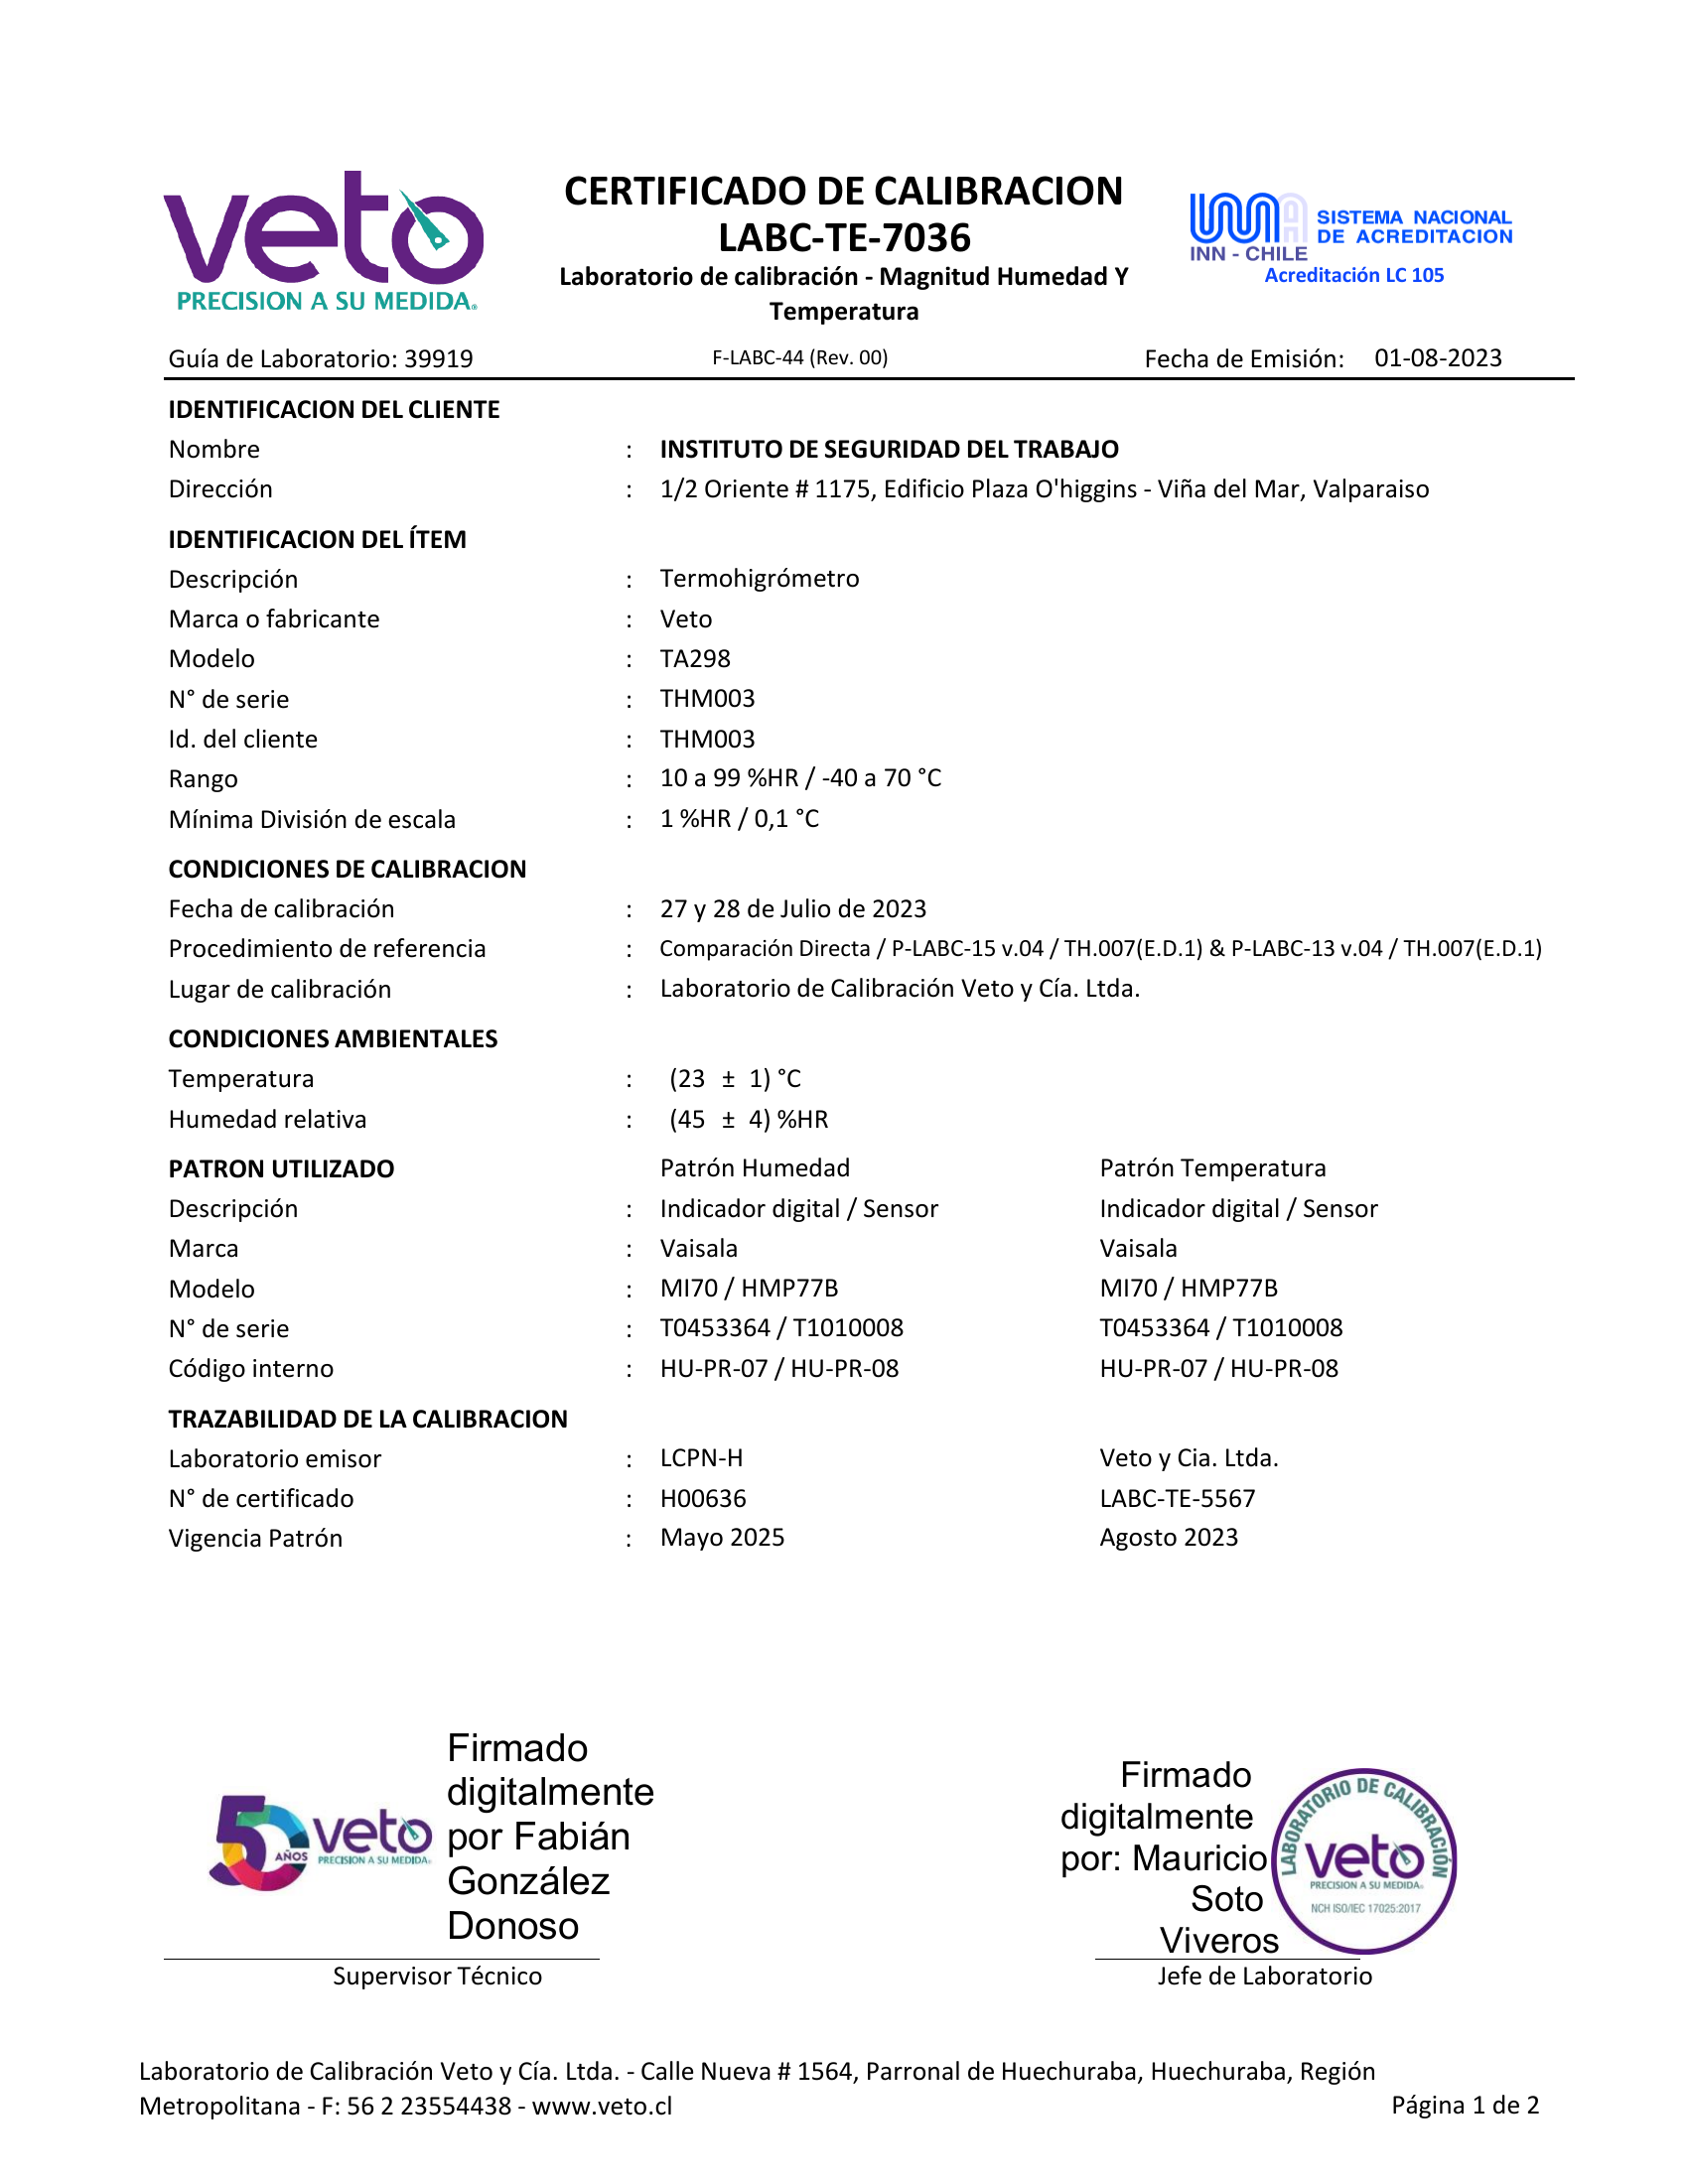 veto
PRECISION A SU MEDIDA®
CERTIFICADO DE CALIBRACION
LABC-TE-7036
Laboratorio de calibración - Magnitud Humedad Y
Temperatura
INN - CHILE
SISTEMA NACIONAL
DE ACREDITACION
Acreditación LC 105
Guía de Laboratorio: 39919 F-LABC-44 (Rev. 00) Fecha de Emisión: 01-08-2023
IDENTIFICACION DEL CLIENTE
Nombre : INSTITUTO DE SEGURIDAD DEL TRABAJO
Dirección : 1/2 Oriente # 1175, Edificio Plaza O'higgins - Viña del Mar, Valparaiso
IDENTIFICACION DEL ÍTEM
Descripción : Termohigrómetro
Marca o fabricante : Veto
Modelo : TA298
N° de serie : THM003
Id. del cliente : THM003
Rango : 10 a 99 %HR / -40 a 70 °C
Mínima División de escala : 1 %HR / 0,1 °C
CONDICIONES DE CALIBRACION
Fecha de calibración : 27 y 28 de Julio de 2023
Procedimiento de referencia : Comparación Directa / P-LABC-15 v.04 / TH.007(E.D.1) & P-LABC-13 v.04 / TH.007(E.D.1)
Lugar de calibración : Laboratorio de Calibración Veto y Cía. Ltda.
CONDICIONES AMBIENTALES
Temperatura : (23 ± 1) °C
Humedad relativa : (45 ± 4) %HR
PATRON UTILIZADO Patrón Humedad Patrón Temperatura
Descripción : Indicador digital / Sensor Indicador digital / Sensor
Marca : Vaisala Vaisala
Modelo : MI70 / HMP77B MI70 / HMP77B
N° de serie : T0453364 / T1010008 T0453364 / T1010008
Código interno : HU-PR-07 / HU-PR-08 HU-PR-07 / HU-PR-08
TRAZABILIDAD DE LA CALIBRACION
Laboratorio emisor : LCPN-H Veto y Cia. Ltda.
N° de certificado : H00636 LABC-TE-5567
Vigencia Patrón : Mayo 2025 Agosto 2023
50 AÑOS veto
PRECISION A SU MEDIDA®
Firmado
digitalmente
por Fabián
González
Donoso
Supervisor Técnico
Firmado
digitalmente
por: Mauricio
Soto
Viveros
LABORATORIO DE CALIBRACIÓN
veto
PRECISION A SU MEDIDA®
NCH ISO/IEC 17025:2017
Jefe de Laboratorio
Laboratorio de Calibración Veto y Cía. Ltda. - Calle Nueva # 1564, Parronal de Huechuraba, Huechuraba, Región
Metropolitana - F: 56 2 23554438 - www.veto.cl
Página 1 de 2